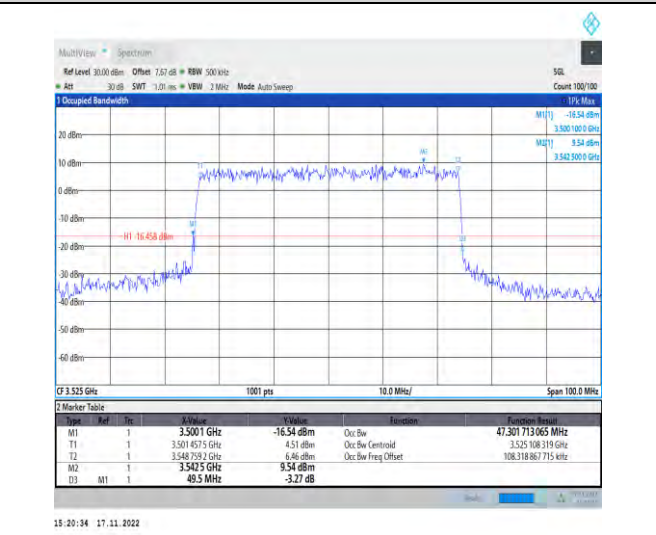 MultiView Spectrum
Ref Level 30.00 dBm Offset 7.67 dB RBW 500 kHz SGL
Att 30 dB SWT 1.01 ms VBW 2 MHz Mode Auto Sweep Count 100/100
1 Occupied Bandwidth 1Pk Max
M1[1] -16.54 dBm
3.500 100 0 GHz
M2[1] 9.54 dBm
3.542 500 0 GHz
20 dBm
M2
T1 T2
10 dBm
0 dBm
-10 dBm
M1
H1 -16.458 dBm
D3
-20 dBm
-30 dBm
-40 dBm
-50 dBm
-60 dBm
CF 3.525 GHz 1001 pts 10.0 MHz/ Span 100.0 MHz
2 Marker Table
Type Ref Trc X-Value Y-Value Function Function Result
M1 1 3.5001 GHz -16.54 dBm Occ Bw 47.301 713 065 MHz
T1 1 3.501 457 5 GHz 4.51 dBm Occ Bw Centroid 3.525 108 319 GHz
T2 1 3.548 759 2 GHz 6.46 dBm Occ Bw Freq Offset 108.318 867 715 kHz
M2 1 3.542 5 GHz 9.54 dBm
D3 M1 1 49.5 MHz -3.27 dB
15:20:34 17.11.2022